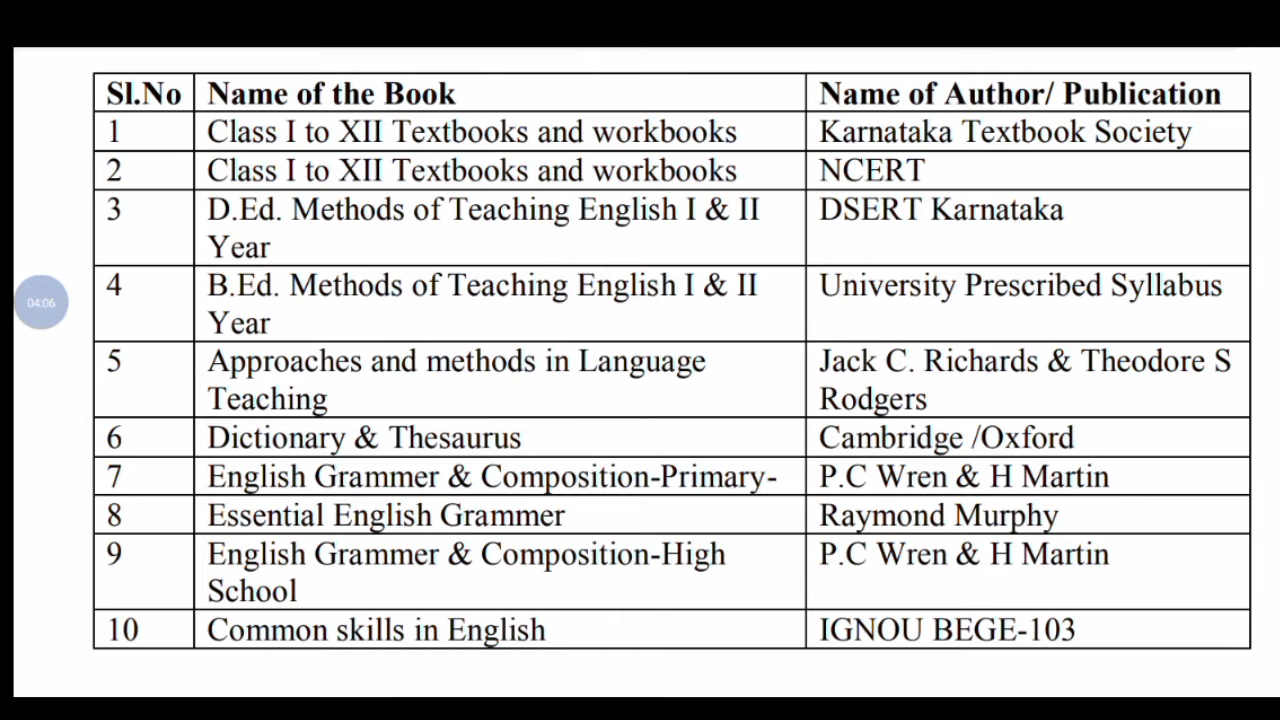 Sl.No Name of the Book Name of Author/ Publication
1 Class I to XII Textbooks and workbooks Karnataka Textbook Society
2 Class I to XII Textbooks and workbooks NCERT
3 D.Ed. Methods of Teaching English I & II DSERT Karnataka
Year
04:06
4 B.Ed. Methods of Teaching English I & II University Prescribed Syllabus
Year
5 Approaches and methods in Language Jack C. Richards & Theodore S
Teaching Rodgers
6 Dictionary & Thesaurus Cambridge /Oxford
7 English Grammer & Composition-Primary- P.C Wren & H Martin
8 Essential English Grammer Raymond Murphy
9 English Grammer & Composition-High P.C Wren & H Martin
School
10 Common skills in English IGNOU BEGE-103